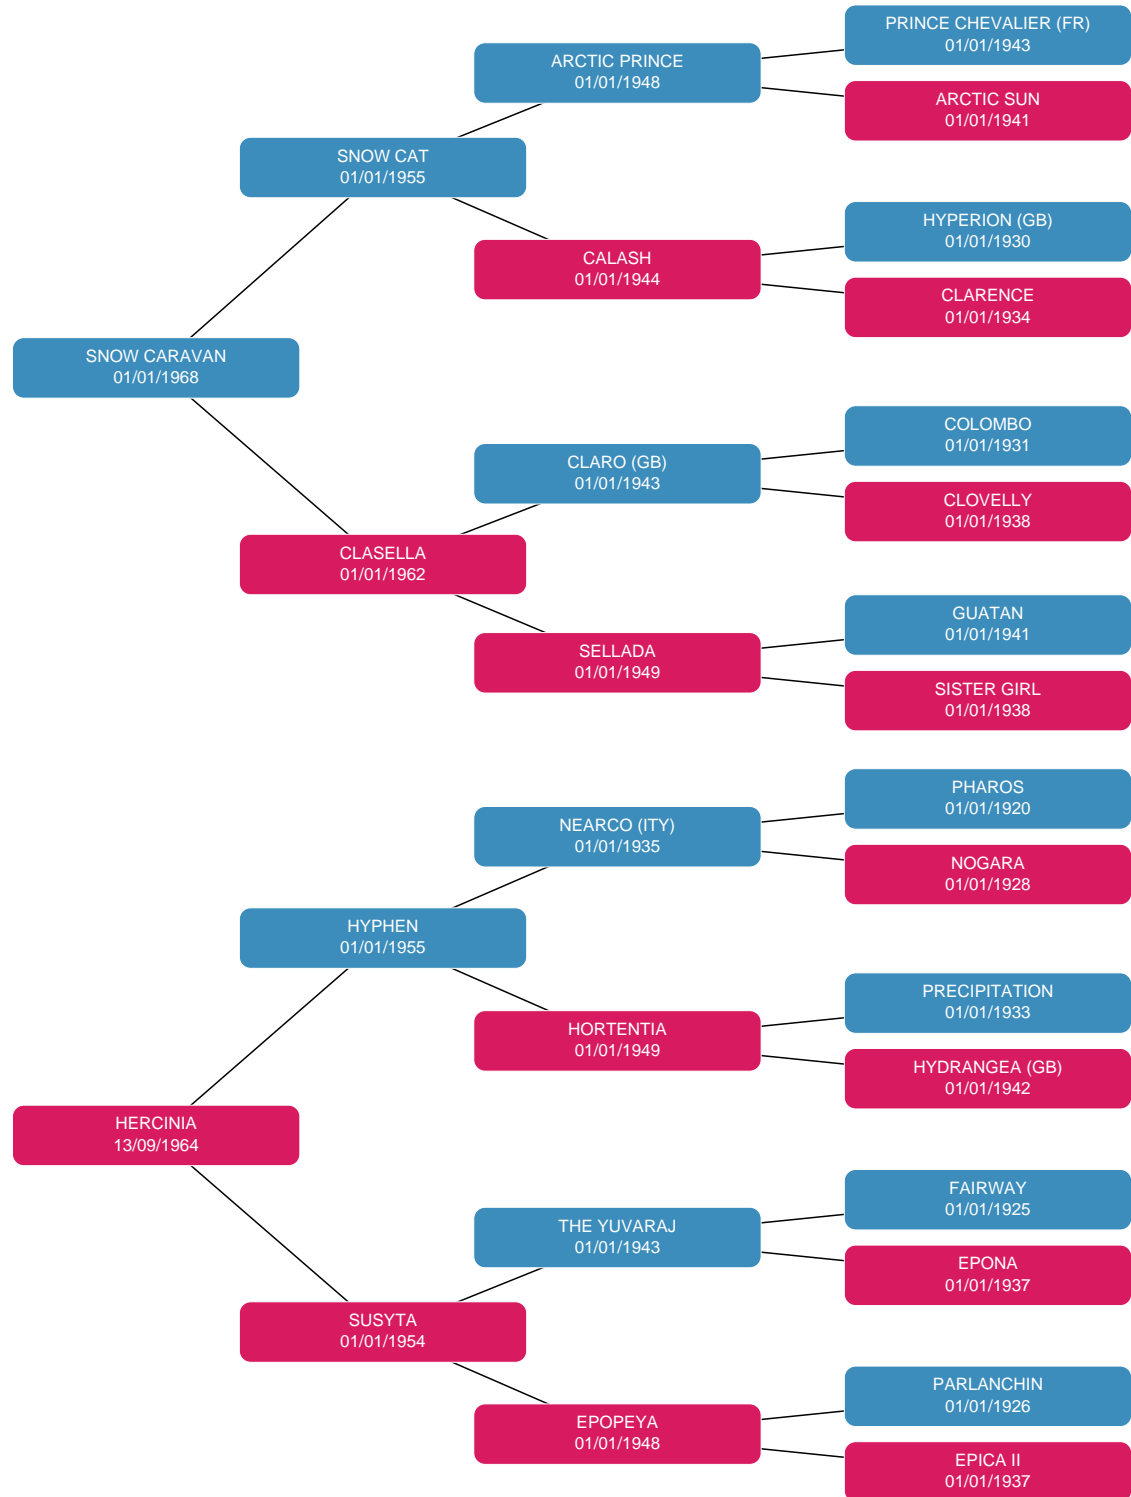 PRINCE CHEVALIER (FR)
01/01/1943
ARCTIC PRINCE
01/01/1948
ARCTIC SUN
01/01/1941
SNOW CAT
01/01/1955
HYPERION (GB)
01/01/1930
CALASH
01/01/1944
CLARENCE
01/01/1934
SNOW CARAVAN
01/01/1968
COLOMBO
01/01/1931
CLARO (GB)
01/01/1943
CLOVELLY
01/01/1938
CLASELLA
01/01/1962
GUATAN
01/01/1941
SELLADA
01/01/1949
SISTER GIRL
01/01/1938
PHAROS
01/01/1920
NEARCO (ITY)
01/01/1935
NOGARA
01/01/1928
HYPHEN
01/01/1955
PRECIPITATION
01/01/1933
HORTENTIA
01/01/1949
HYDRANGEA (GB)
01/01/1942
HERCINIA
13/09/1964
FAIRWAY
01/01/1925
THE YUVARAJ
01/01/1943
EPONA
01/01/1937
SUSYTA
01/01/1954
PARLANCHIN
01/01/1926
EPOPEYA
01/01/1948
EPICA II
01/01/1937